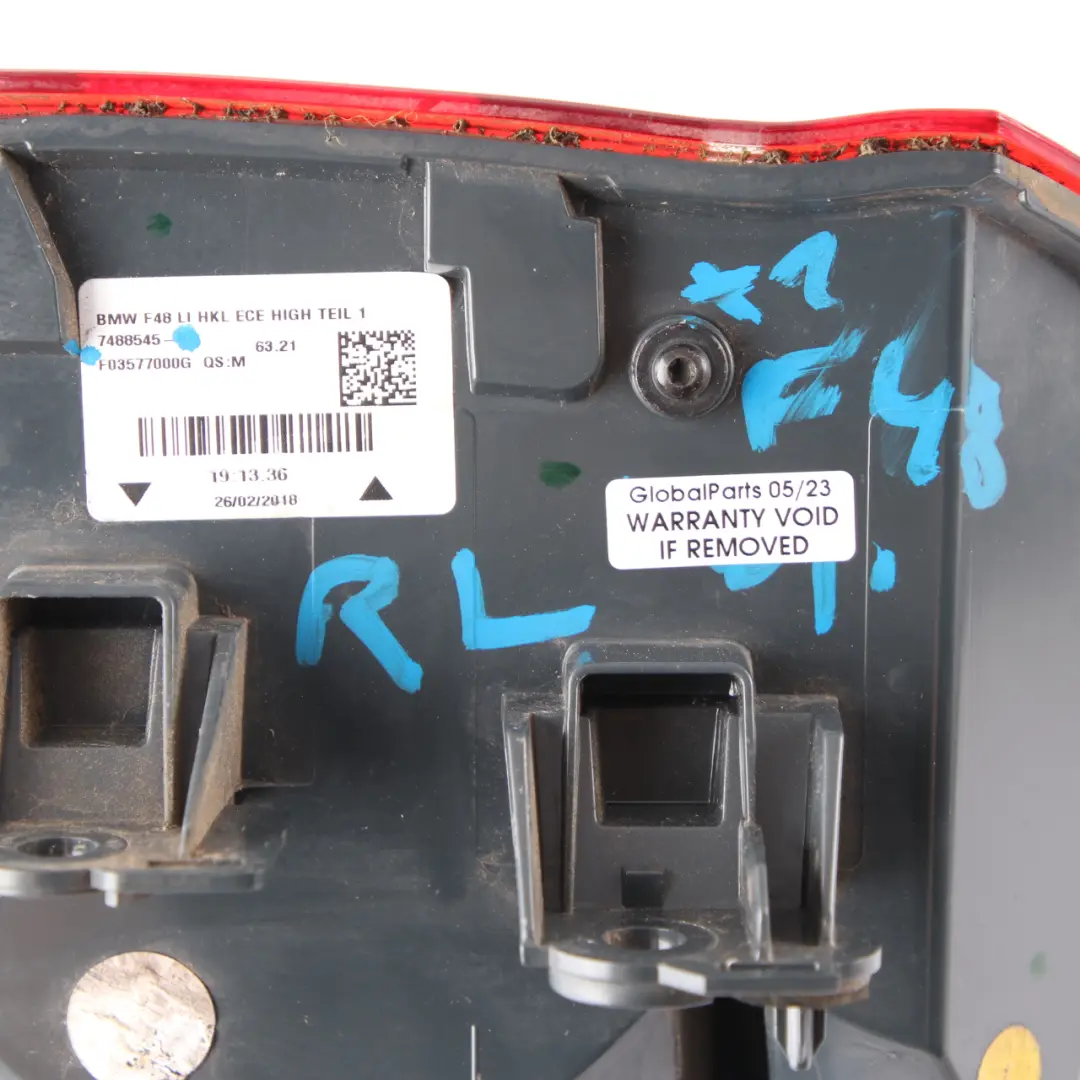 BMW F48 LI HKL ECE HIGH TEIL 1
7488545-
63.21
F03577000G QS:M
19:13.36
26/02/2018
X1
F48
GlobalParts 05/23
WARRANTY VOID
IF REMOVED
RL